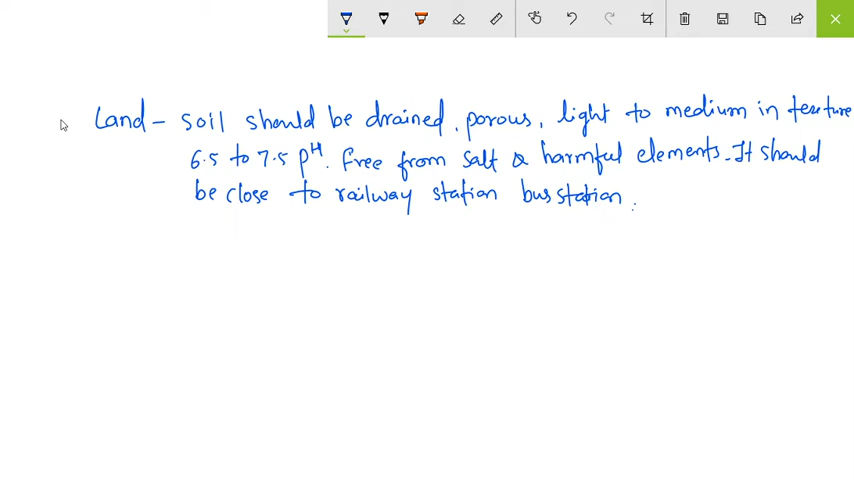 Land - soil should be drained, porous, light to medium in texture
6.5 to 7.5 pH. Free from salt & harmful elements. It should
be close to railway station bus station.